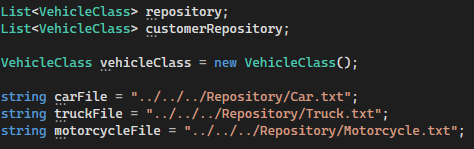 List<VehicleClass> repository;
List<VehicleClass> customerRepository;
VehicleClass vehicleClass = new VehicleClass();
string carFile = "../../../Repository/Car.txt";
string truckFile = "../../../Repository/Truck.txt";
string motorcycleFile = "../../../Repository/Motorcycle.txt";